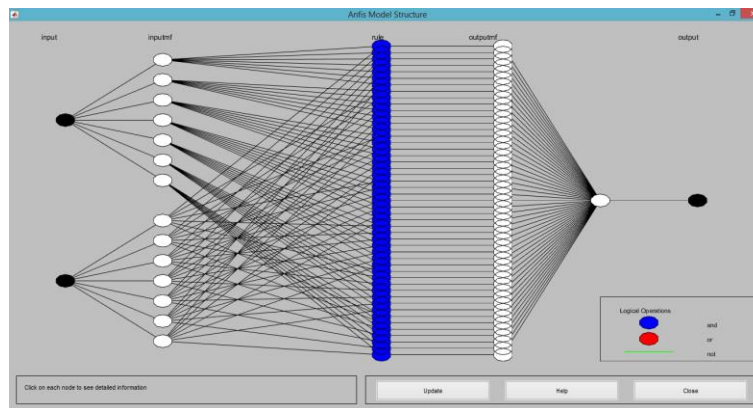 Anfis Model Structure
input inputmf rule outputmf output
Logical Operations
and
or
not
Click on each node to see detailed information
Update Help Close